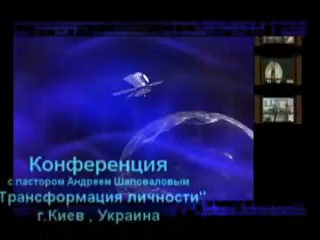 Конференция
с пастором Андреем Шаповаловым
Трансформация личности"
г.Киев , Украина